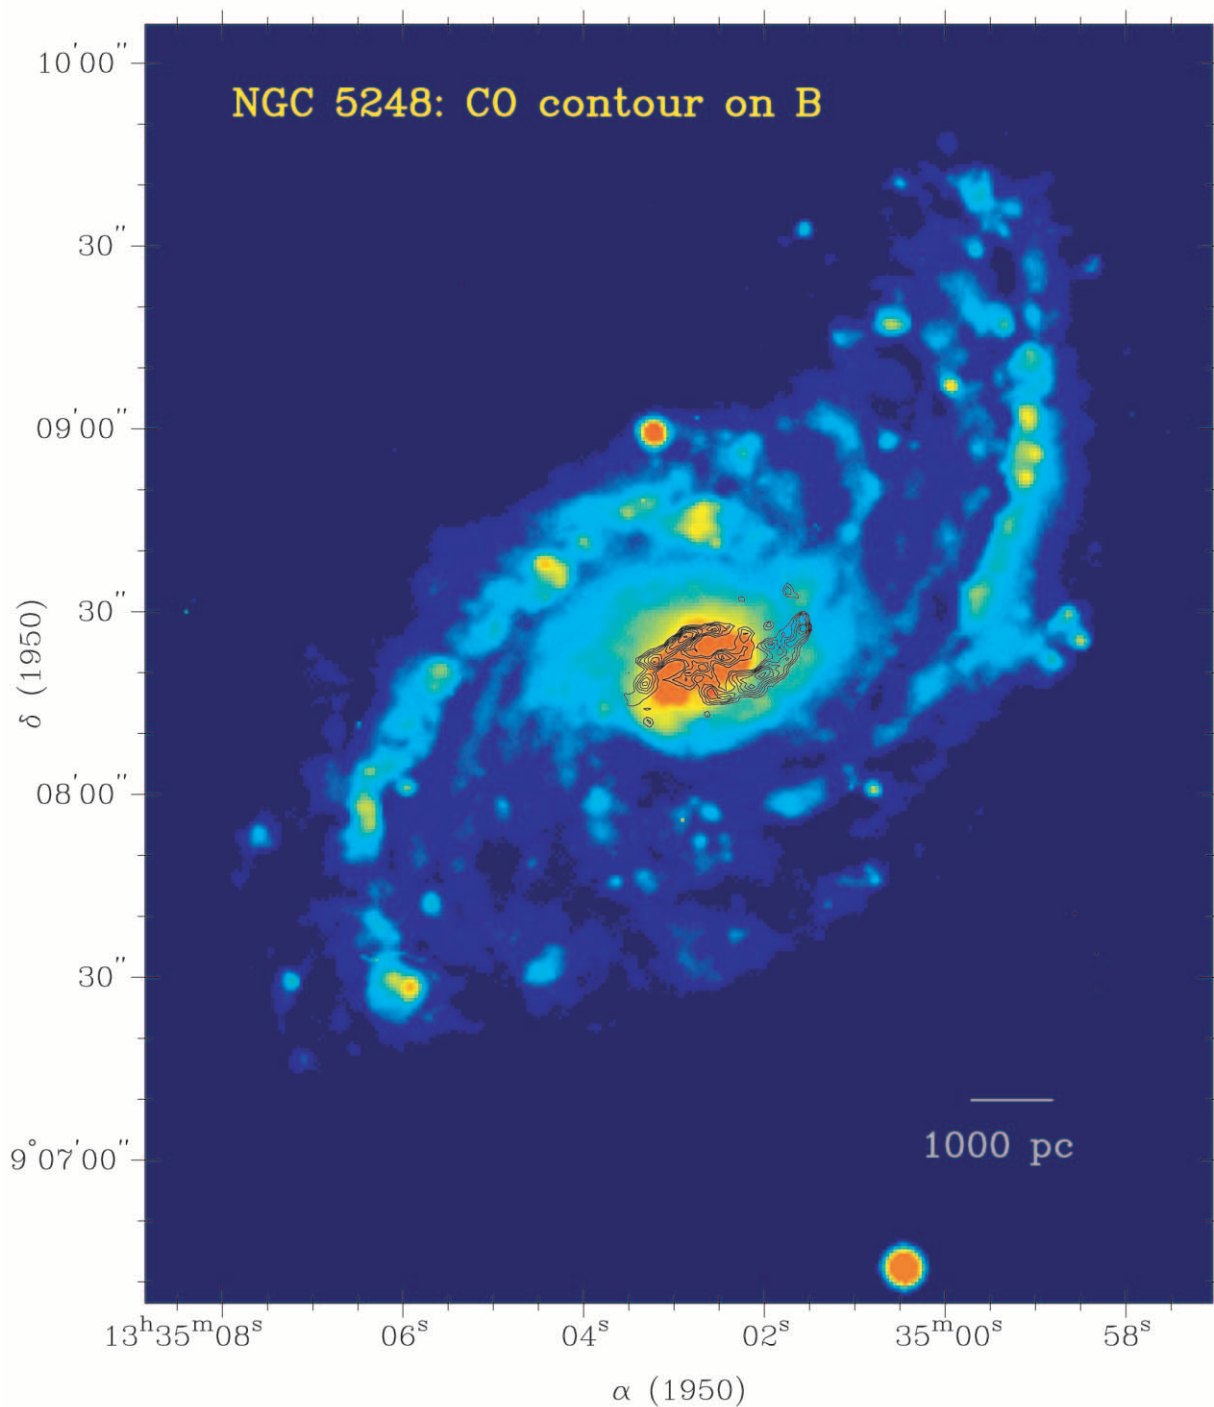 NGC 5248: CO contour on B
10′00″
30″
09′00″
30″
08′00″
30″
9°07′00″
δ (1950)
1000 pc
13ʰ35ᵐ08ˢ 06ˢ 04ˢ 02ˢ 35ᵐ00ˢ 58ˢ
α (1950)